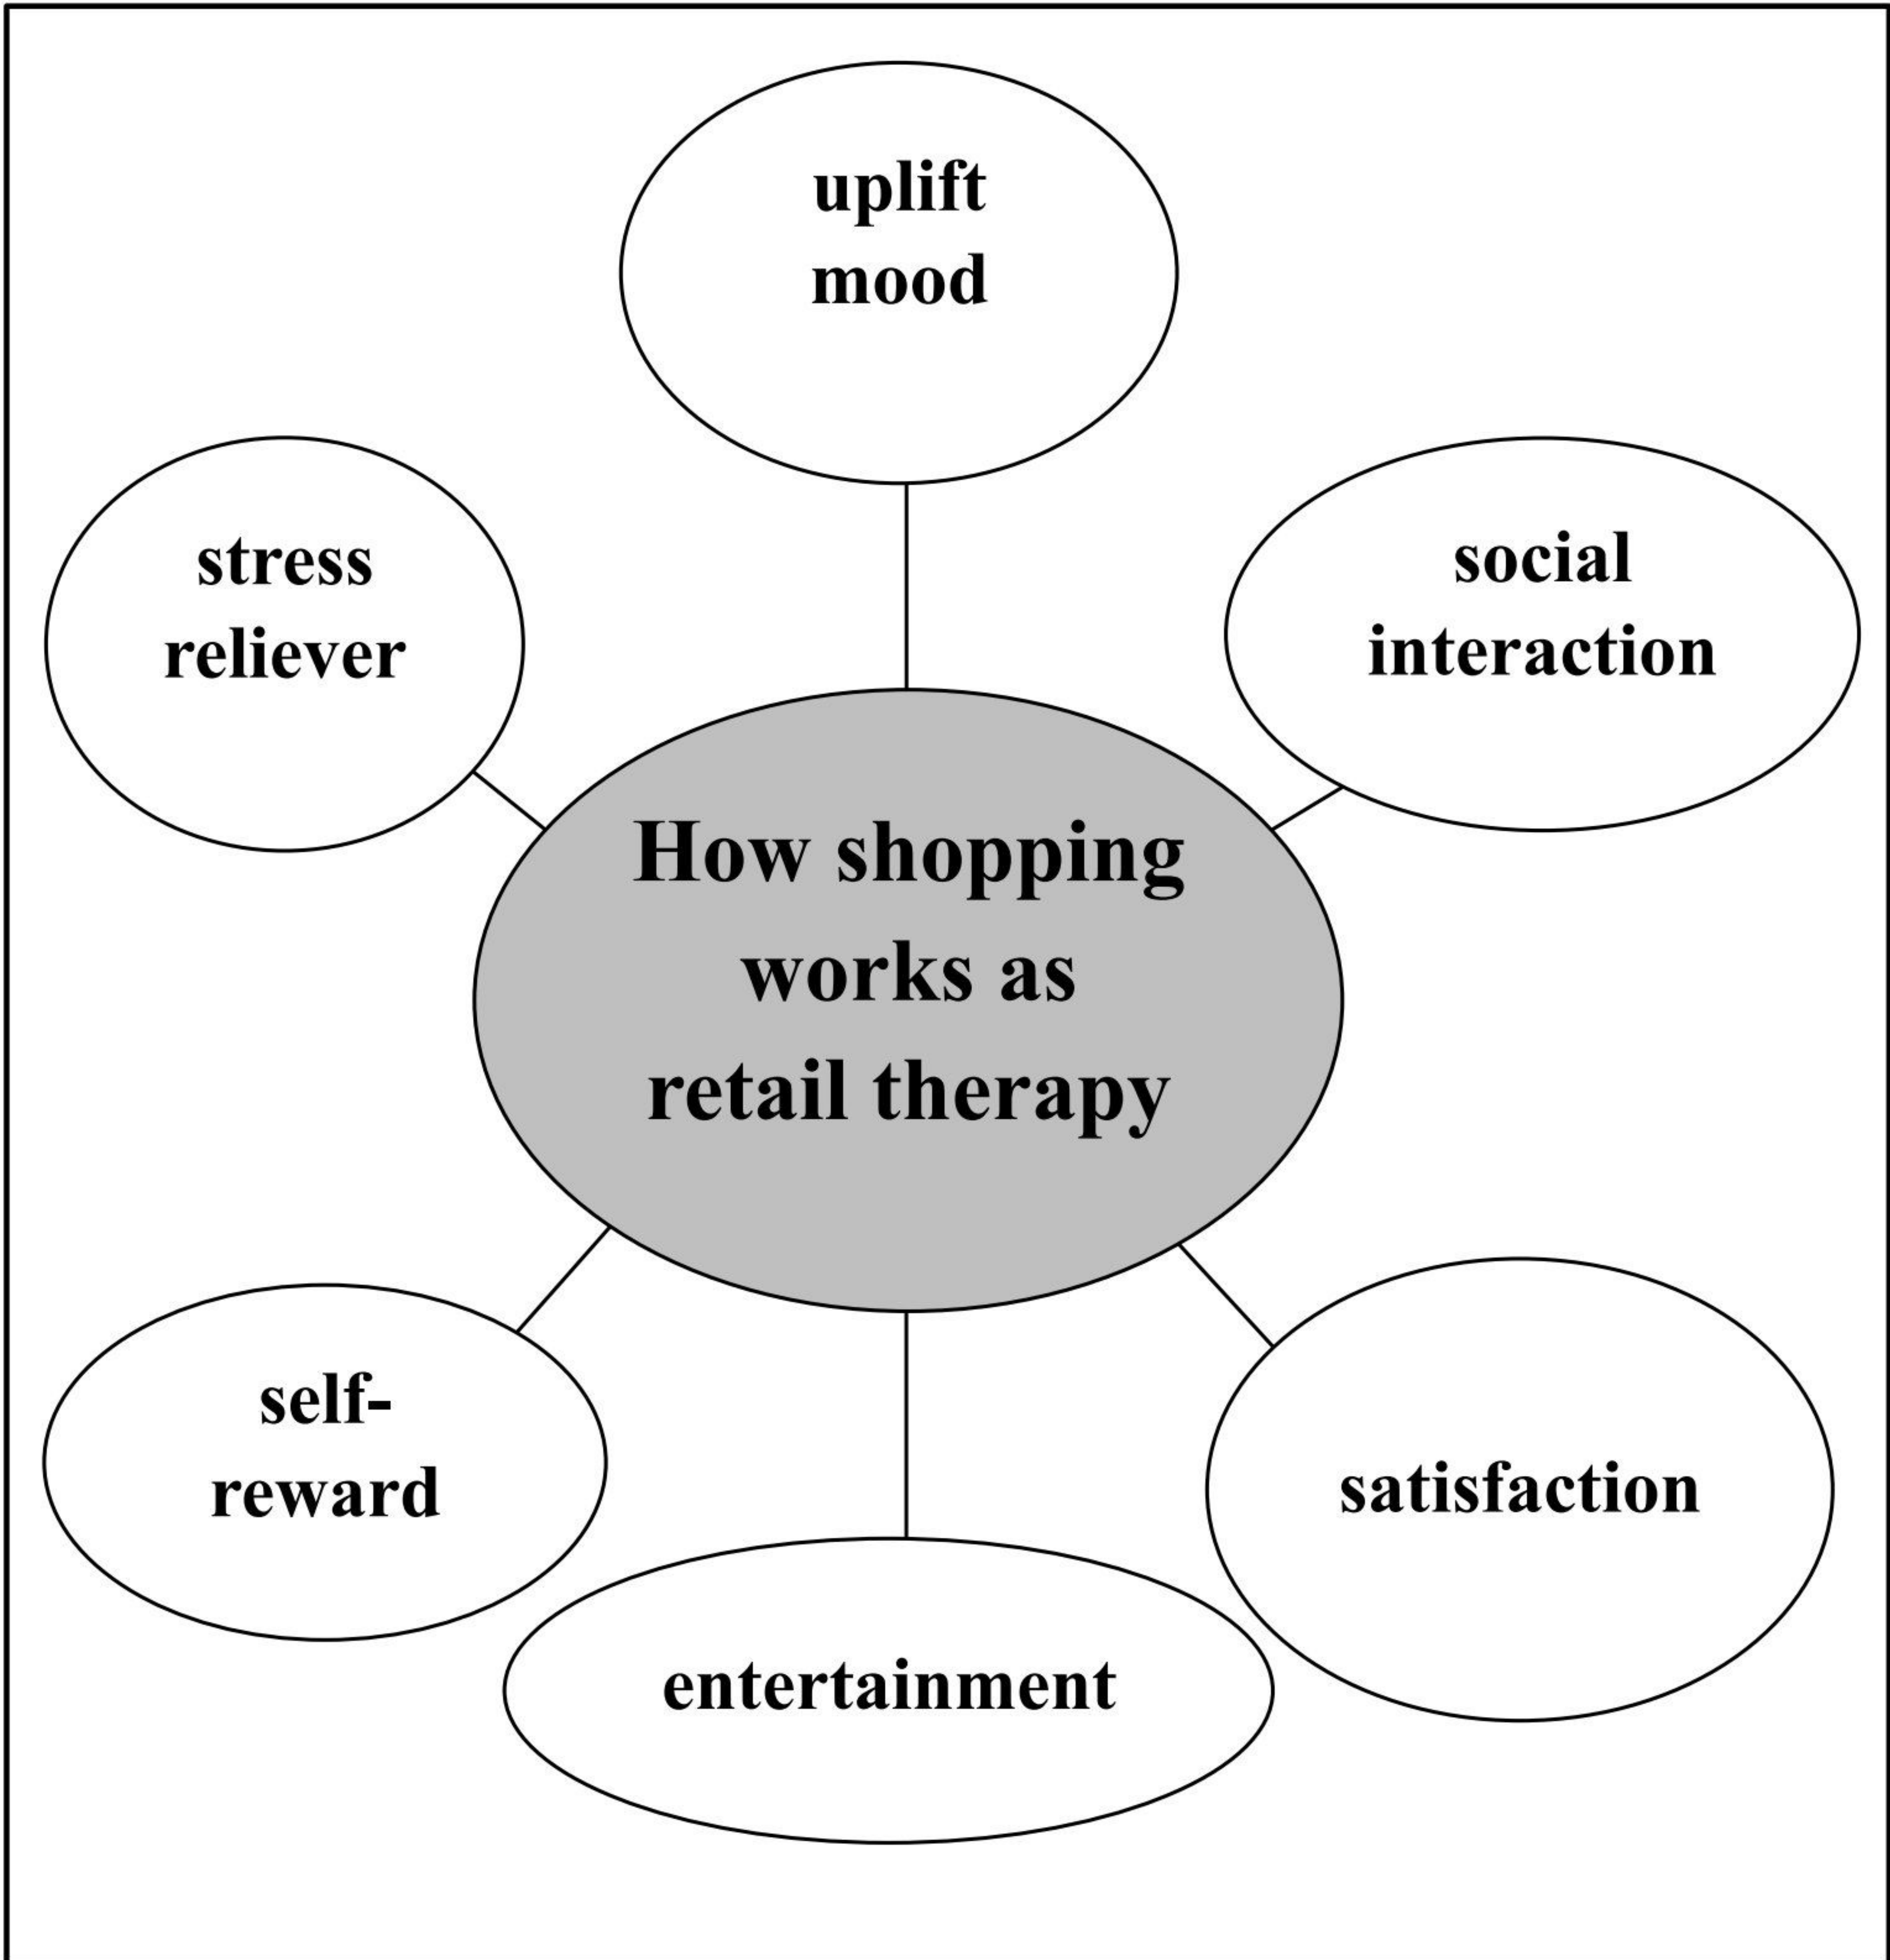 uplift
mood
stress
reliever
social
interaction
How shopping
works as
retail therapy
self-
reward
satisfaction
entertainment